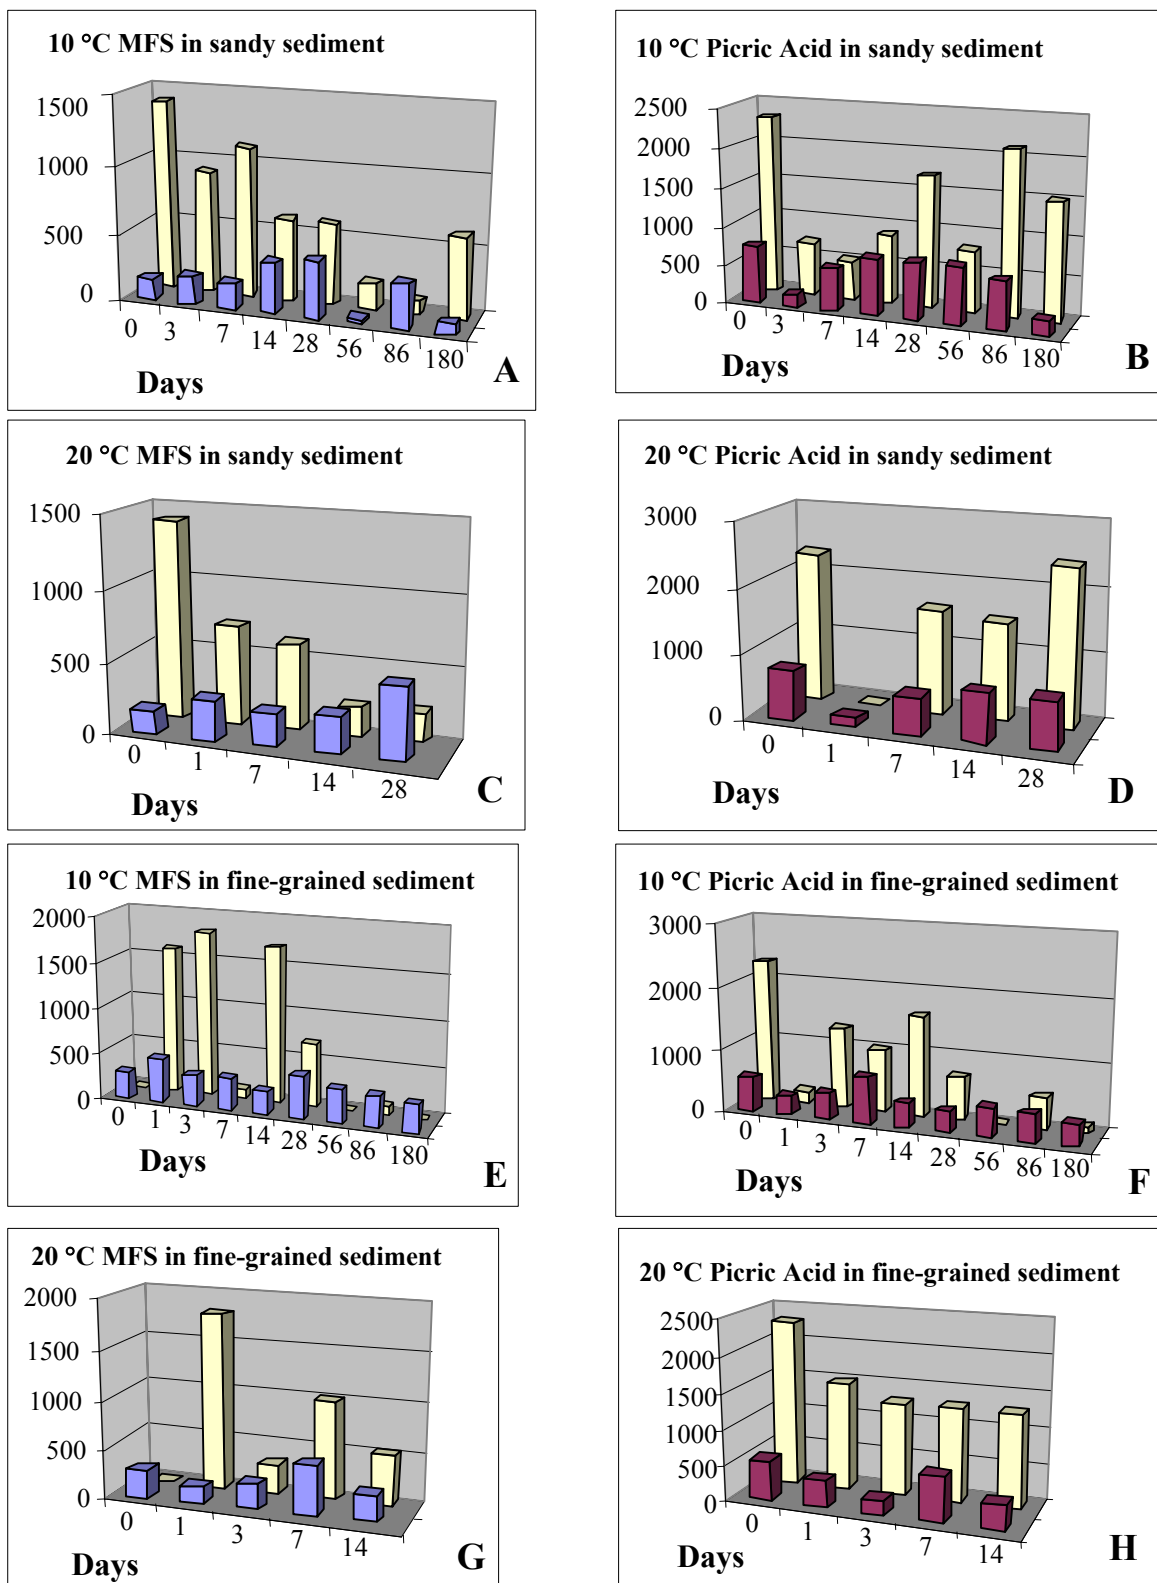 10 °C MFS in sandy sediment
1500
1000
500
0
0 3 7 14 28 56 86 180
Days
A
10 °C Picric Acid in sandy sediment
2500
2000
1500
1000
500
0
0 3 7 14 28 56 86 180
Days
B
20 °C MFS in sandy sediment
1500
1000
500
0
0 1 7 14 28
Days
C
20 °C Picric Acid in sandy sediment
3000
2000
1000
0
0 1 7 14 28
Days
D
10 °C MFS in fine-grained sediment
2000
1500
1000
500
0
0 1 3 7 14 28 56 86 180
Days
E
10 °C Picric Acid in fine-grained sediment
3000
2000
1000
0
0 1 3 7 14 28 56 86 180
Days
F
20 °C MFS in fine-grained sediment
2000
1500
1000
500
0
0 1 3 7 14
Days
G
20 °C Picric Acid in fine-grained sediment
2500
2000
1500
1000
500
0
0 1 3 7 14
Days
H